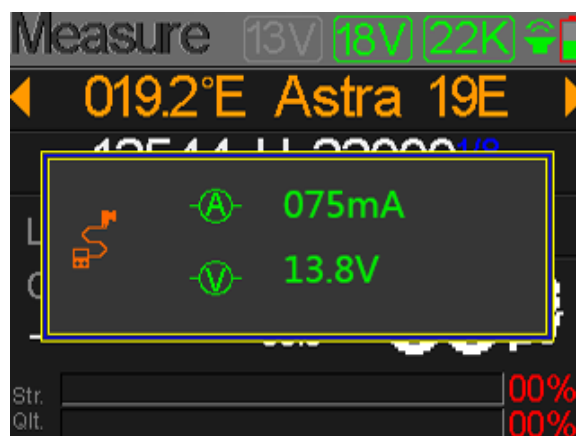 Measure 13V 18V 22K
019.2°E Astra 19E
A 075mA
V 13.8V
Str. 00%
Qlt. 00%